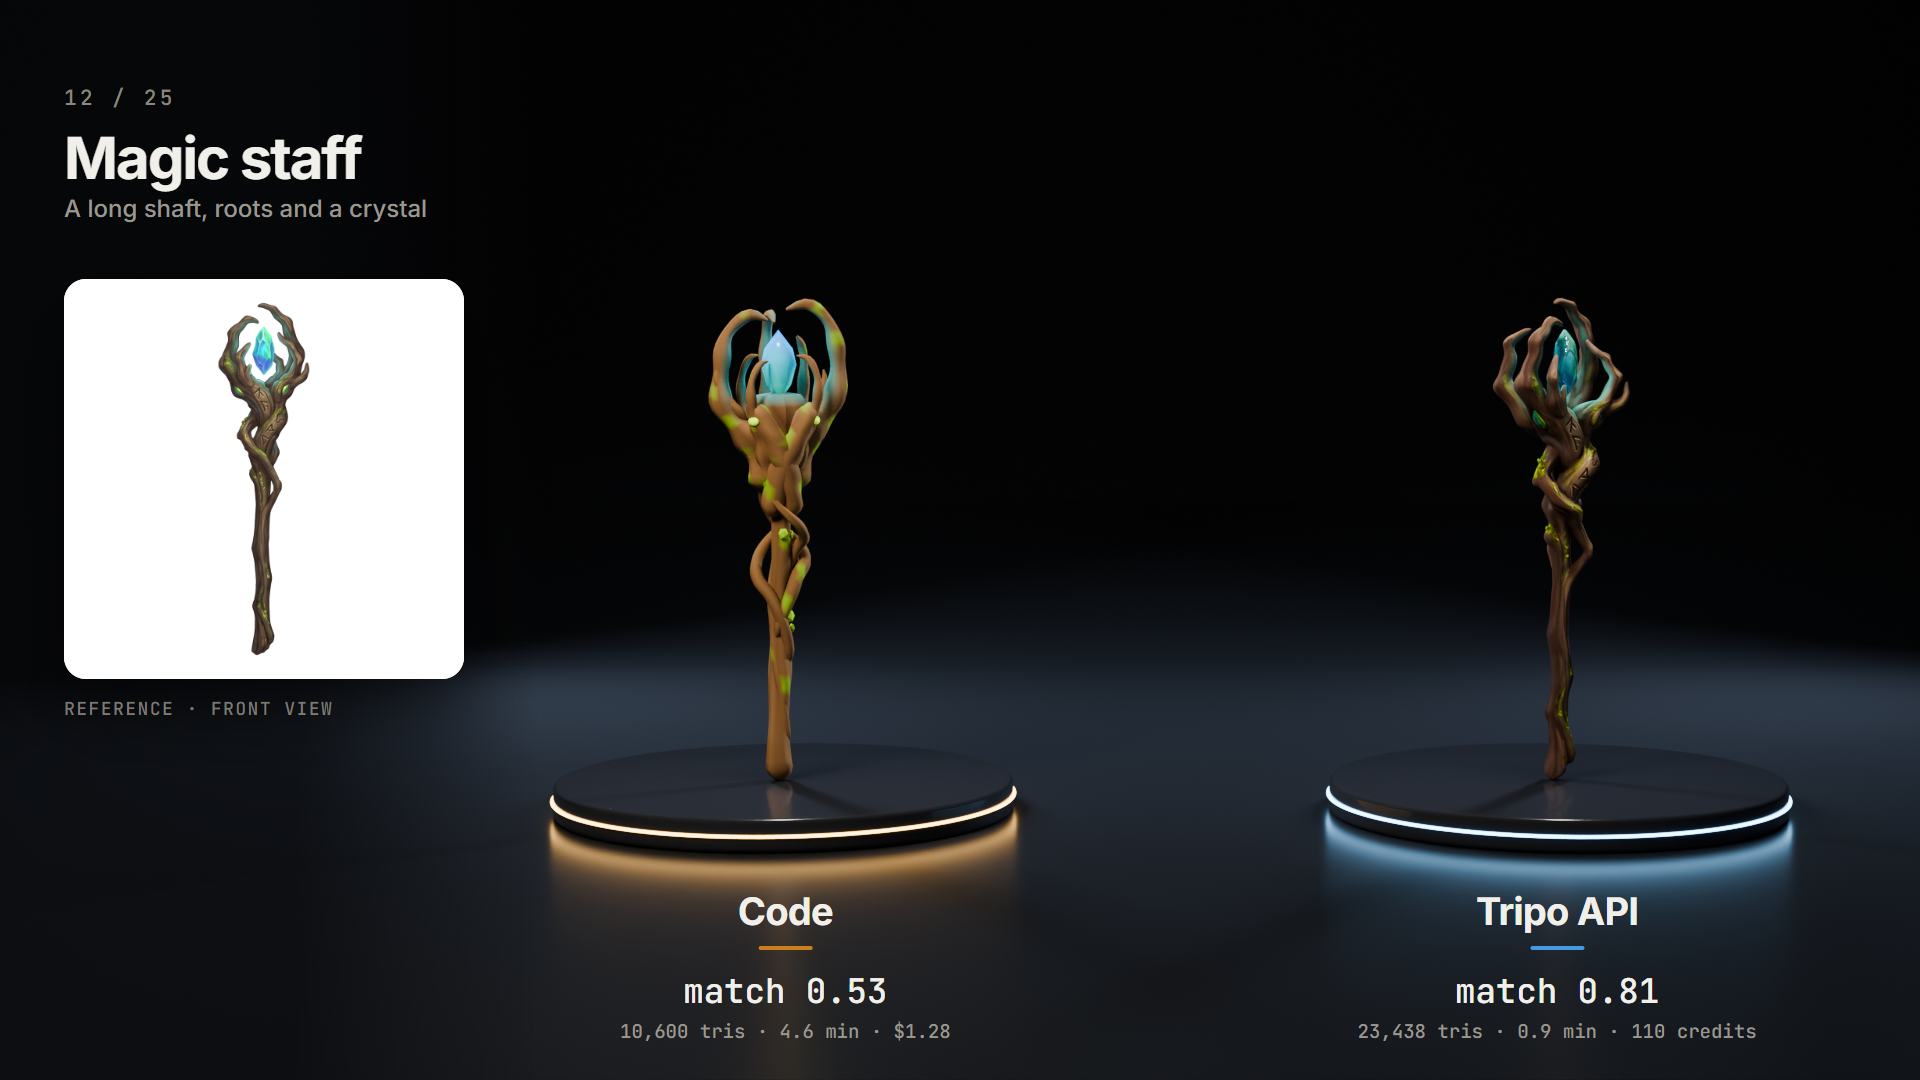 12 / 25
Magic staff
A long shaft, roots and a crystal
REFERENCE · FRONT VIEW
Code
match 0.53
10,600 tris · 4.6 min · $1.28
Tripo API
match 0.81
23,438 tris · 0.9 min · 110 credits